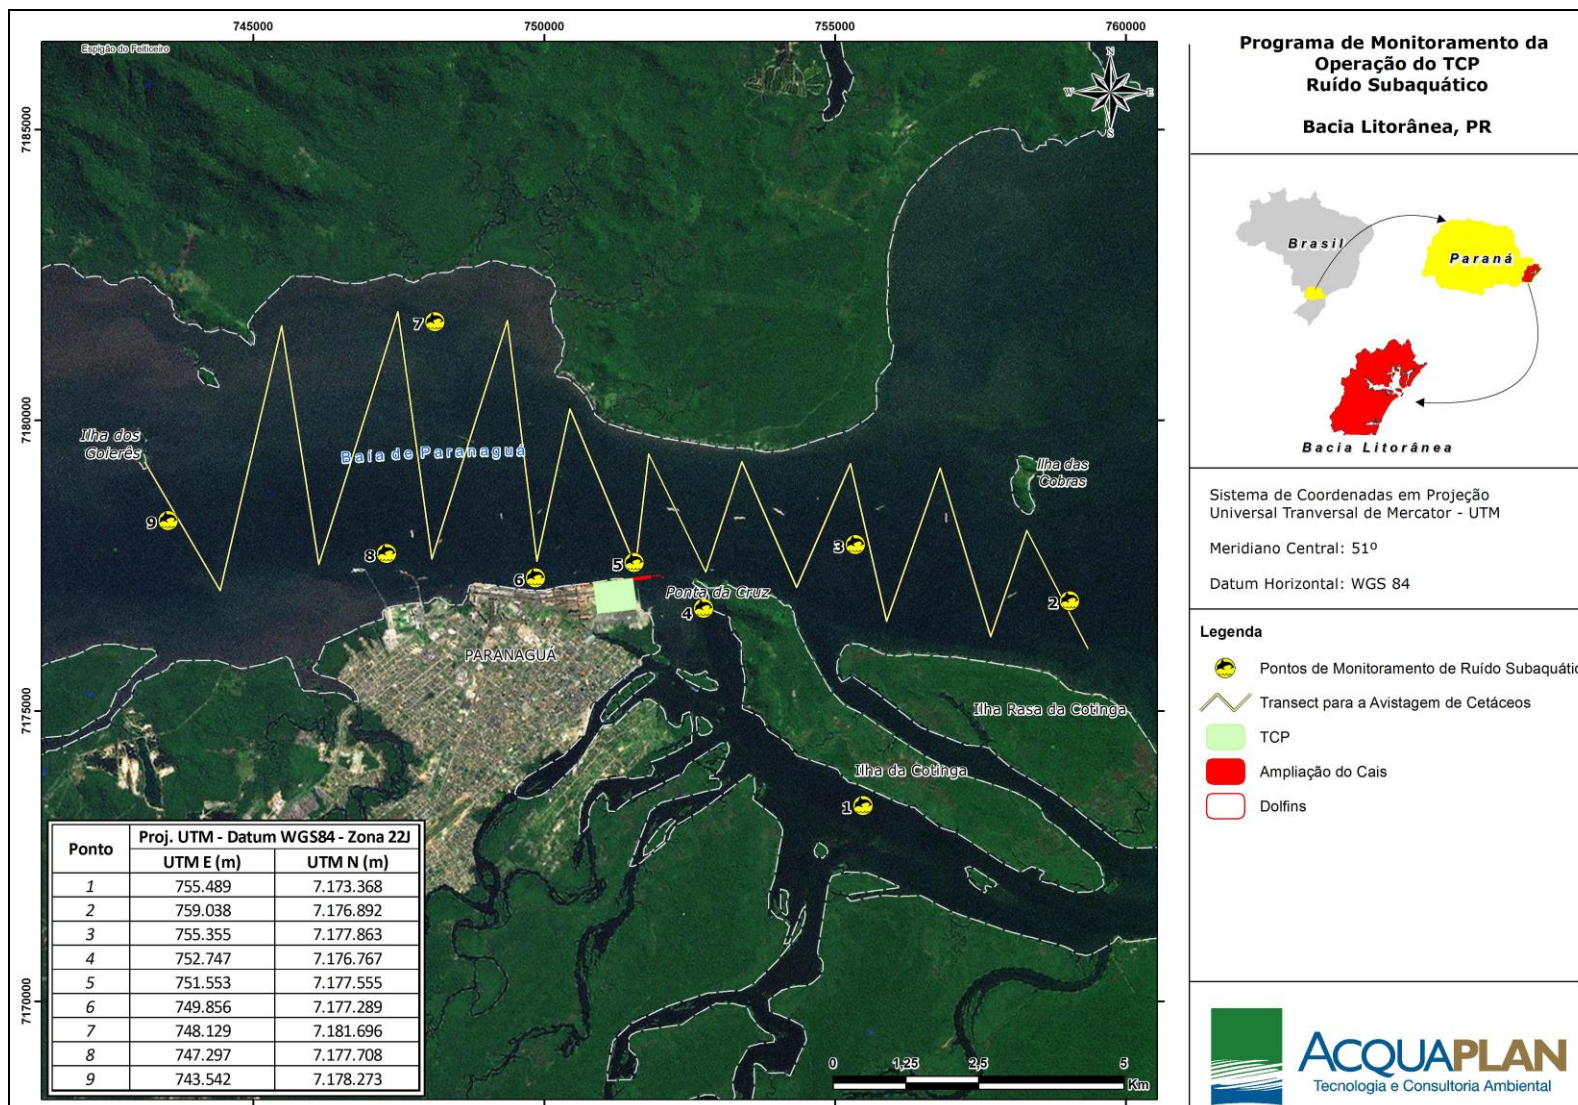 745000
750000
755000
760000
Espigão do Feiticeiro
7185000
7180000
7175000
7170000
N
W
E
S
7
Ilha dos
Golerês
Baía de Paranaguá
Ilha das
Cobras
9
8
6
5
3
2
4
Ponta da Cruz
PARANAGUÁ
Ilha Rasa da Cotinga
Ilha da Cotinga
1
Ponto
Proj. UTM - Datum WGS84 - Zona 22J
UTM E (m) UTM N (m)
1 755.489 7.173.368
2 759.038 7.176.892
3 755.355 7.177.863
4 752.747 7.176.767
5 751.553 7.177.555
6 749.856 7.177.289
7 748.129 7.181.696
8 747.297 7.177.708
9 743.542 7.178.273
0 1,25 2,5 5
Km
Programa de Monitoramento da
Operação do TCP
Ruído Subaquático
Bacia Litorânea, PR
Brasil
Paraná
Bacia Litorânea
Sistema de Coordenadas em Projeção
Universal Tranversal de Mercator - UTM
Meridiano Central: 51º
Datum Horizontal: WGS 84
Legenda
Pontos de Monitoramento de Ruído Subaquátic
Transect para a Avistagem de Cetáceos
TCP
Ampliação do Cais
Dolfins
ACQUAPLAN
Tecnologia e Consultoria Ambiental